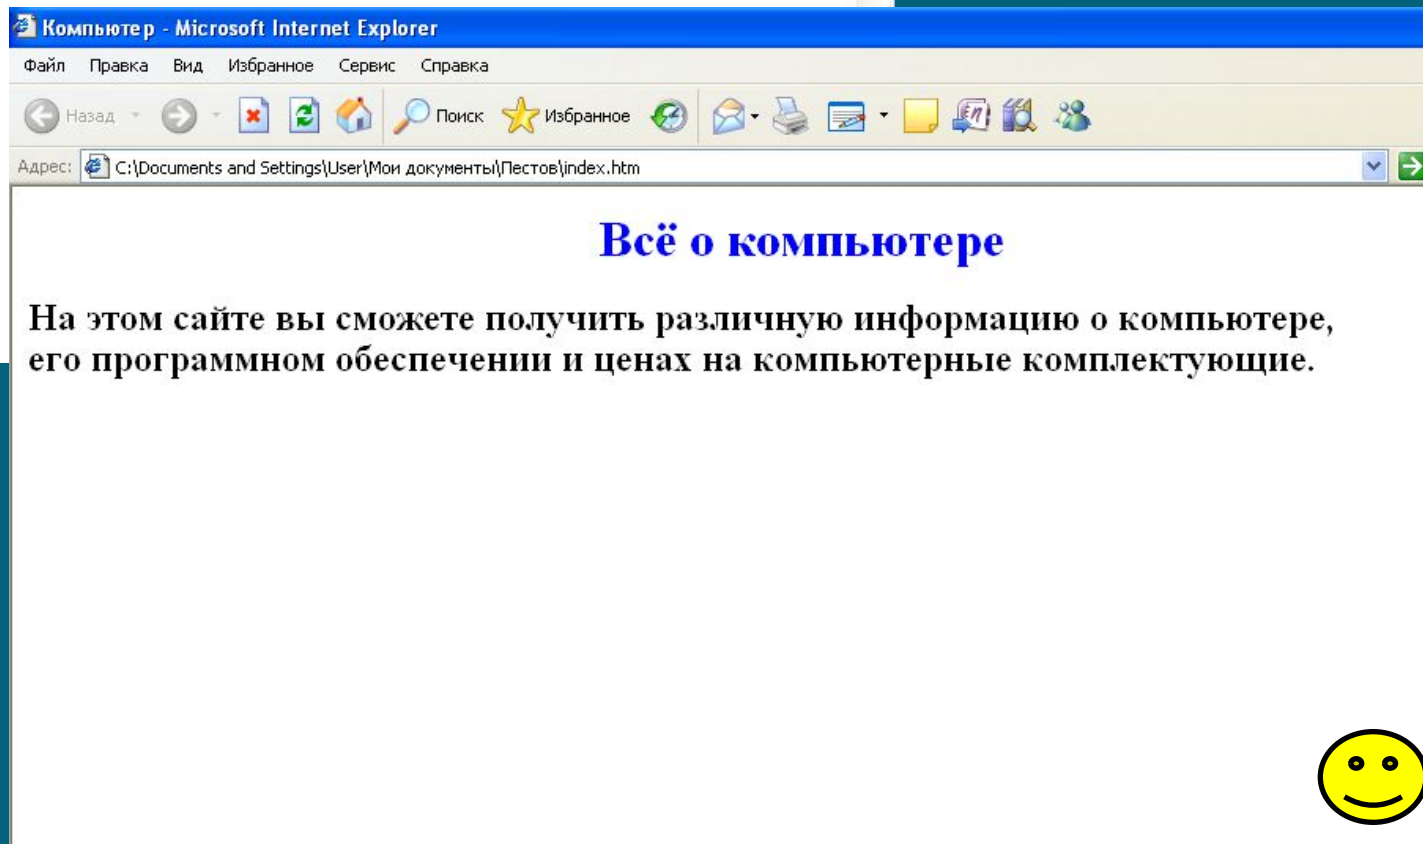 Компьютер - Microsoft Internet Explorer
Файл Правка Вид Избранное Сервис Справка
Назад Поиск Избранное
Адрес: C:\Documents and Settings\User\Мои документы\Пестов\index.htm
Всё о компьютере
На этом сайте вы сможете получить различную информацию о компьютере,
его программном обеспечении и ценах на компьютерные комплектующие.